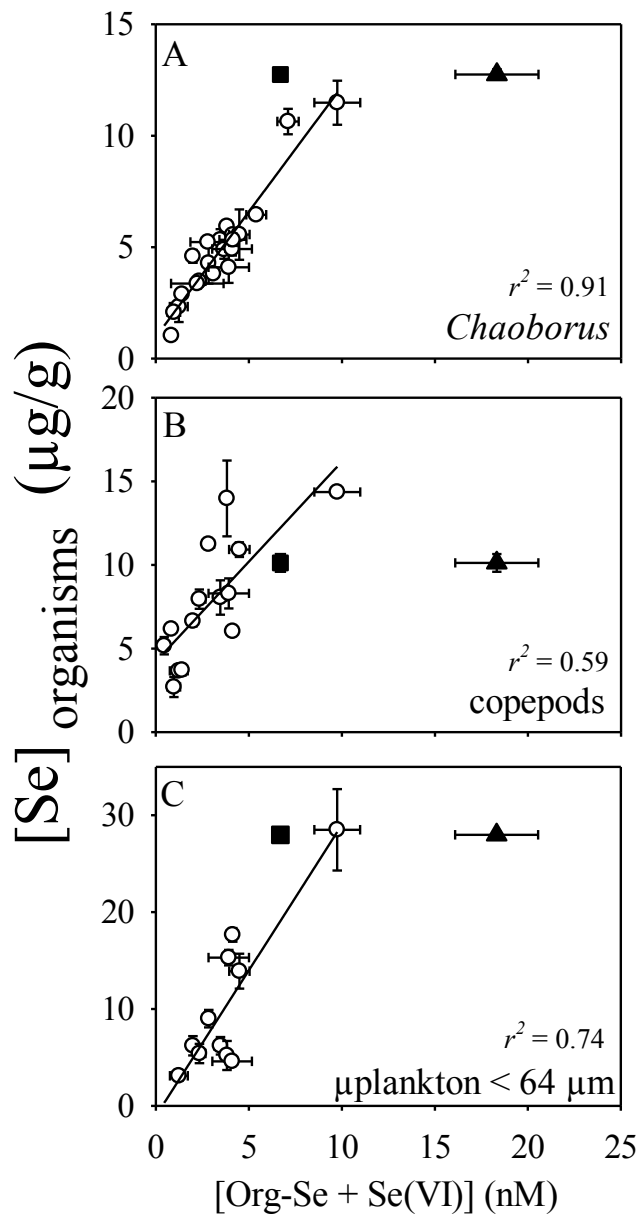 15
A
10
5
r² = 0.91
Chaoborus
0
20
B
15
10
5
r² = 0.59
copepods
0
C
30
20
10
r² = 0.74
µplankton < 64 µm
0
0 5 10 15 20 25
[Org-Se + Se(VI)] (nM)
[Se] organisms (µg/g)